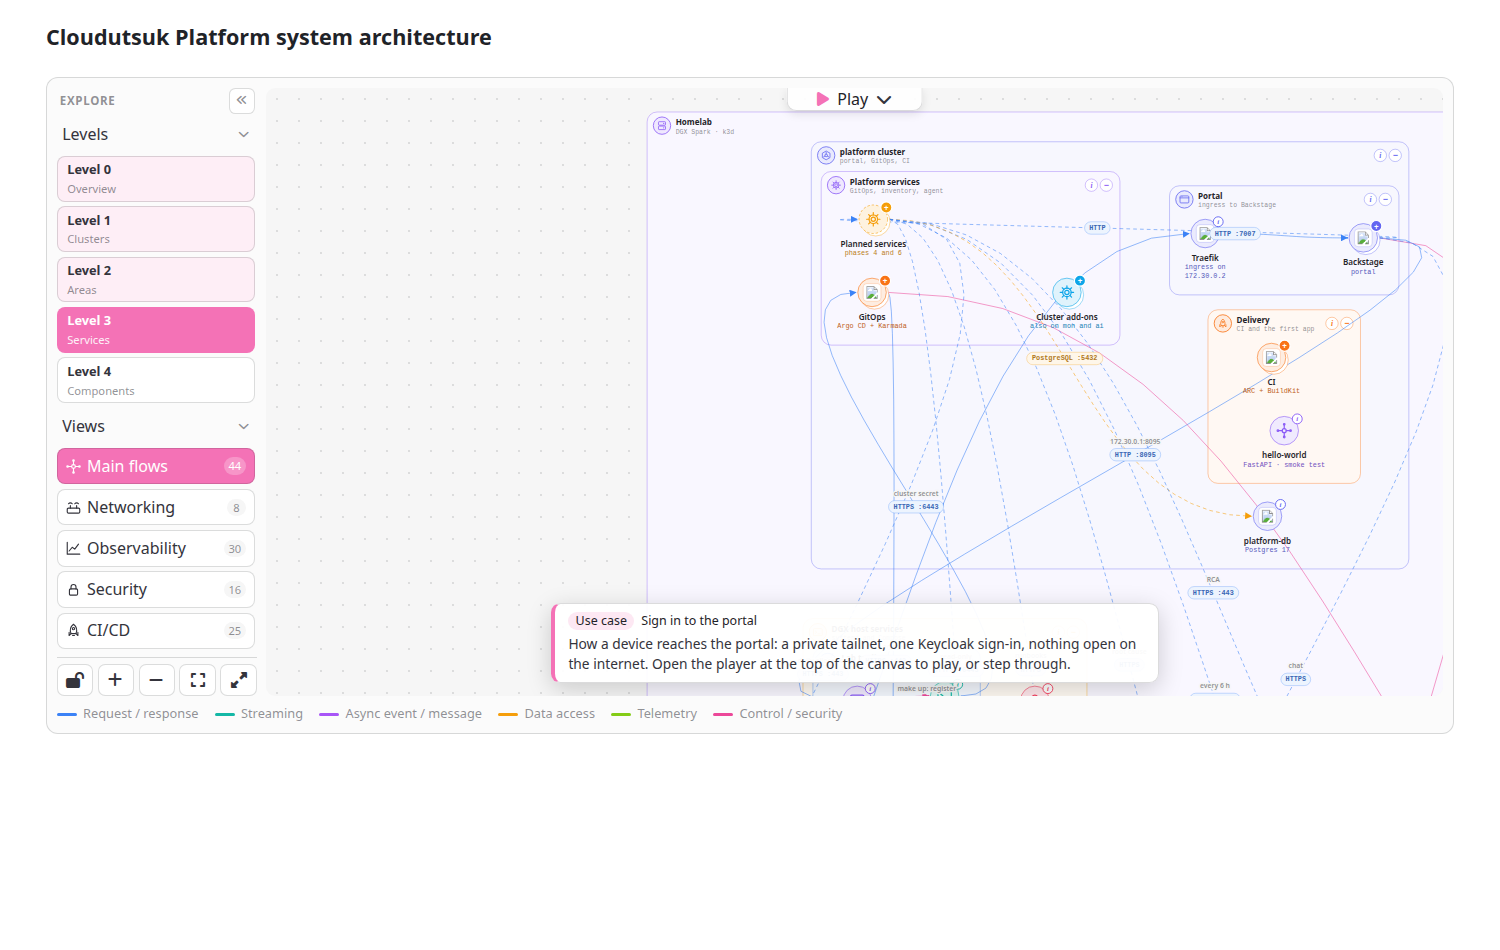 Cloudutsuk Platform system architecture
EXPLORE
Levels
Level 0
Overview
Level 1
Clusters
Level 2
Areas
Level 3
Services
Level 4
Components
Views
Main flows 44
Networking 8
Observability 30
Security 16
CI/CD 25
Play
Homelab
DGX Spark · k3d
platform cluster
portal, GitOps, CI
Platform services
GitOps, inventory, agent
Planned services
phases 4 and 6
GitOps
Argo CD + Karmada
Cluster add-ons
also on moh and ai
HTTP
Portal
ingress to Backstage
Traefik
ingress on
172.30.0.2
HTTP :7007
Backstage
portal
PostgreSQL :5432
Delivery
CI and the first app
CI
ARC + BuildKit
hello-world
FastAPI · smoke test
172.30.0.1:8095
HTTP :8095
cluster secret
HTTPS :6443
platform-db
Postgres 17
RCA
HTTPS :443
chat
HTTPS
every 6 h
make up: register
Use case Sign in to the portal
How a device reaches the portal: a private tailnet, one Keycloak sign-in, nothing open on
the internet. Open the player at the top of the canvas to play, or step through.
Request / response
Streaming
Async event / message
Data access
Telemetry
Control / security